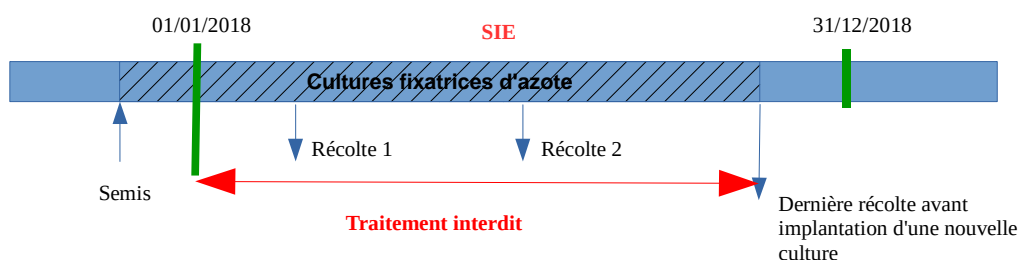 01/01/2018
SIE
31/12/2018
Cultures fixatrices d'azote
Récolte 1
Récolte 2
Semis
Traitement interdit
Dernière récolte avant
implantation d'une nouvelle
culture